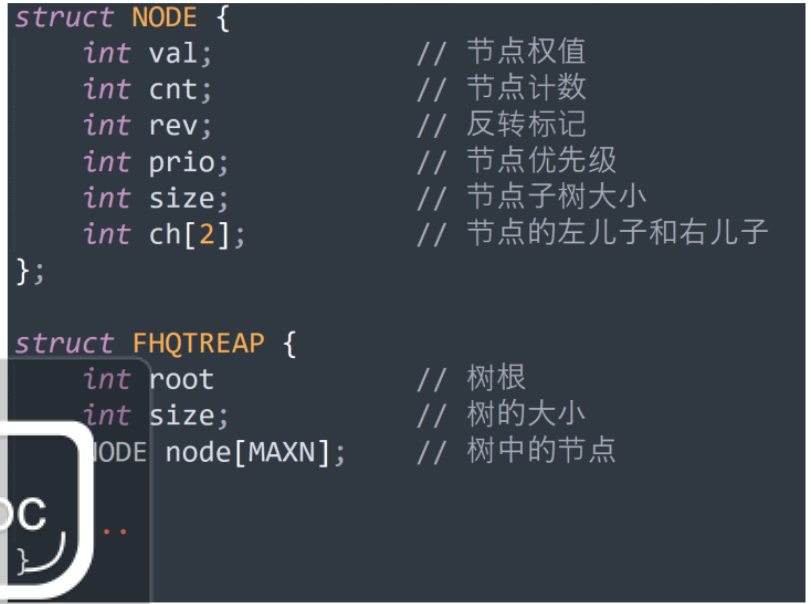 struct NODE {
int val; // 节点权值
int cnt; // 节点计数
int rev; // 反转标记
int prio; // 节点优先级
int size; // 节点子树大小
int ch[2]; // 节点的左儿子和右儿子
};
struct FHQTREAP {
int root // 树根
int size; // 树的大小
NODE node[MAXN]; // 树中的节点
..
}